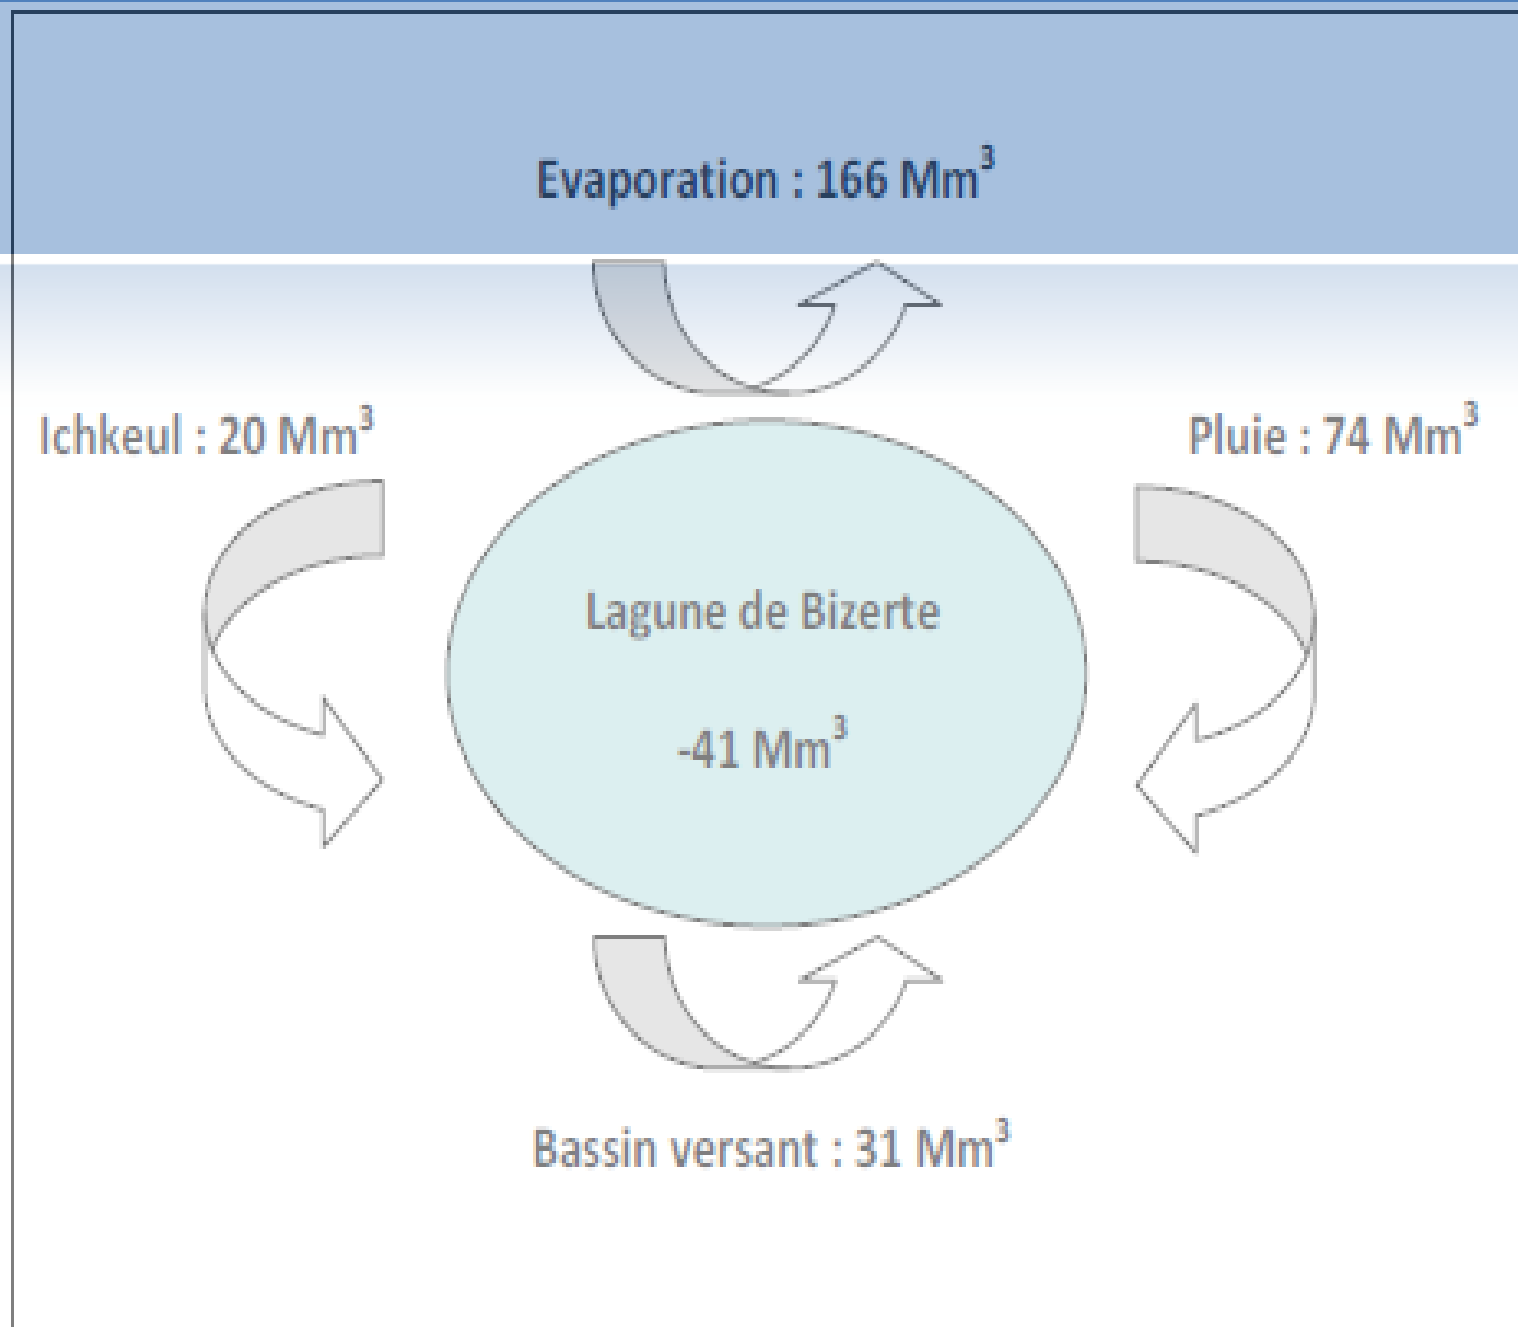 Evaporation : 166 Mm³
Ichkeul : 20 Mm³
Pluie : 74 Mm³
Lagune de Bizerte
-41 Mm³
Bassin versant : 31 Mm³